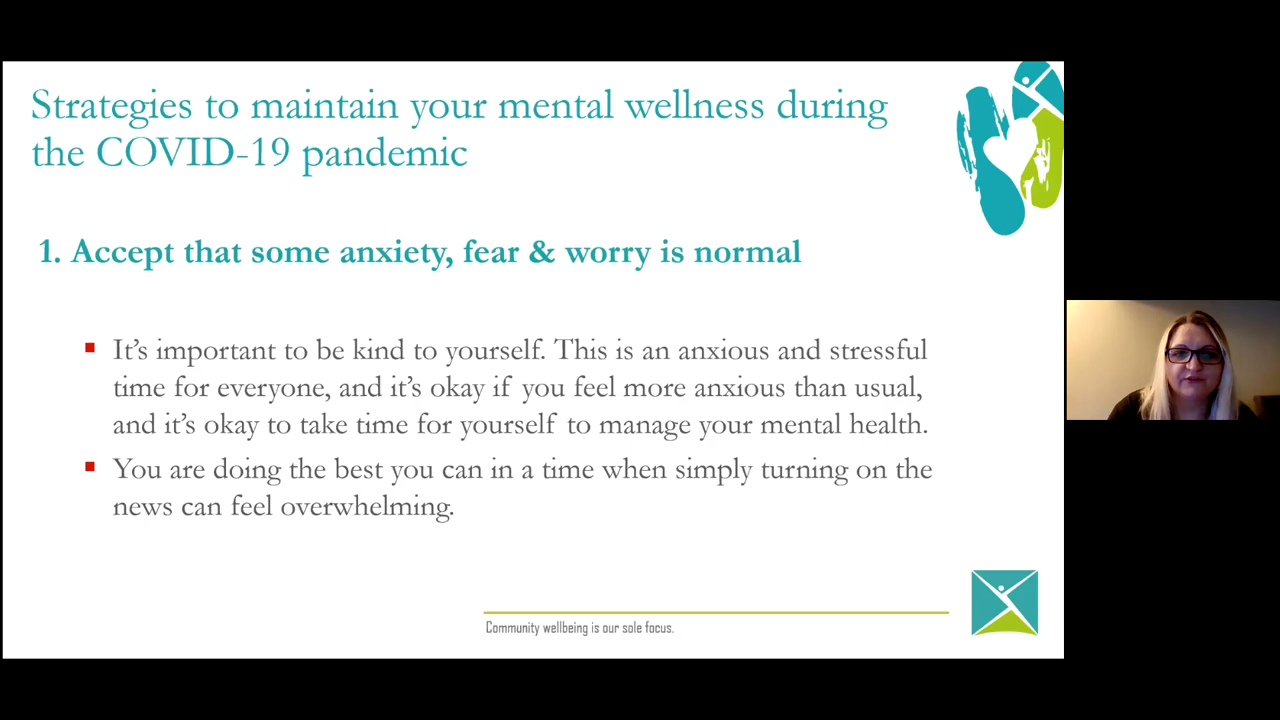 Strategies to maintain your mental wellness during
the COVID-19 pandemic
1. Accept that some anxiety, fear & worry is normal
▪ It’s important to be kind to yourself. This is an anxious and stressful
time for everyone, and it’s okay if you feel more anxious than usual,
and it’s okay to take time for yourself to manage your mental health.
▪ You are doing the best you can in a time when simply turning on the
news can feel overwhelming.
Community wellbeing is our sole focus.